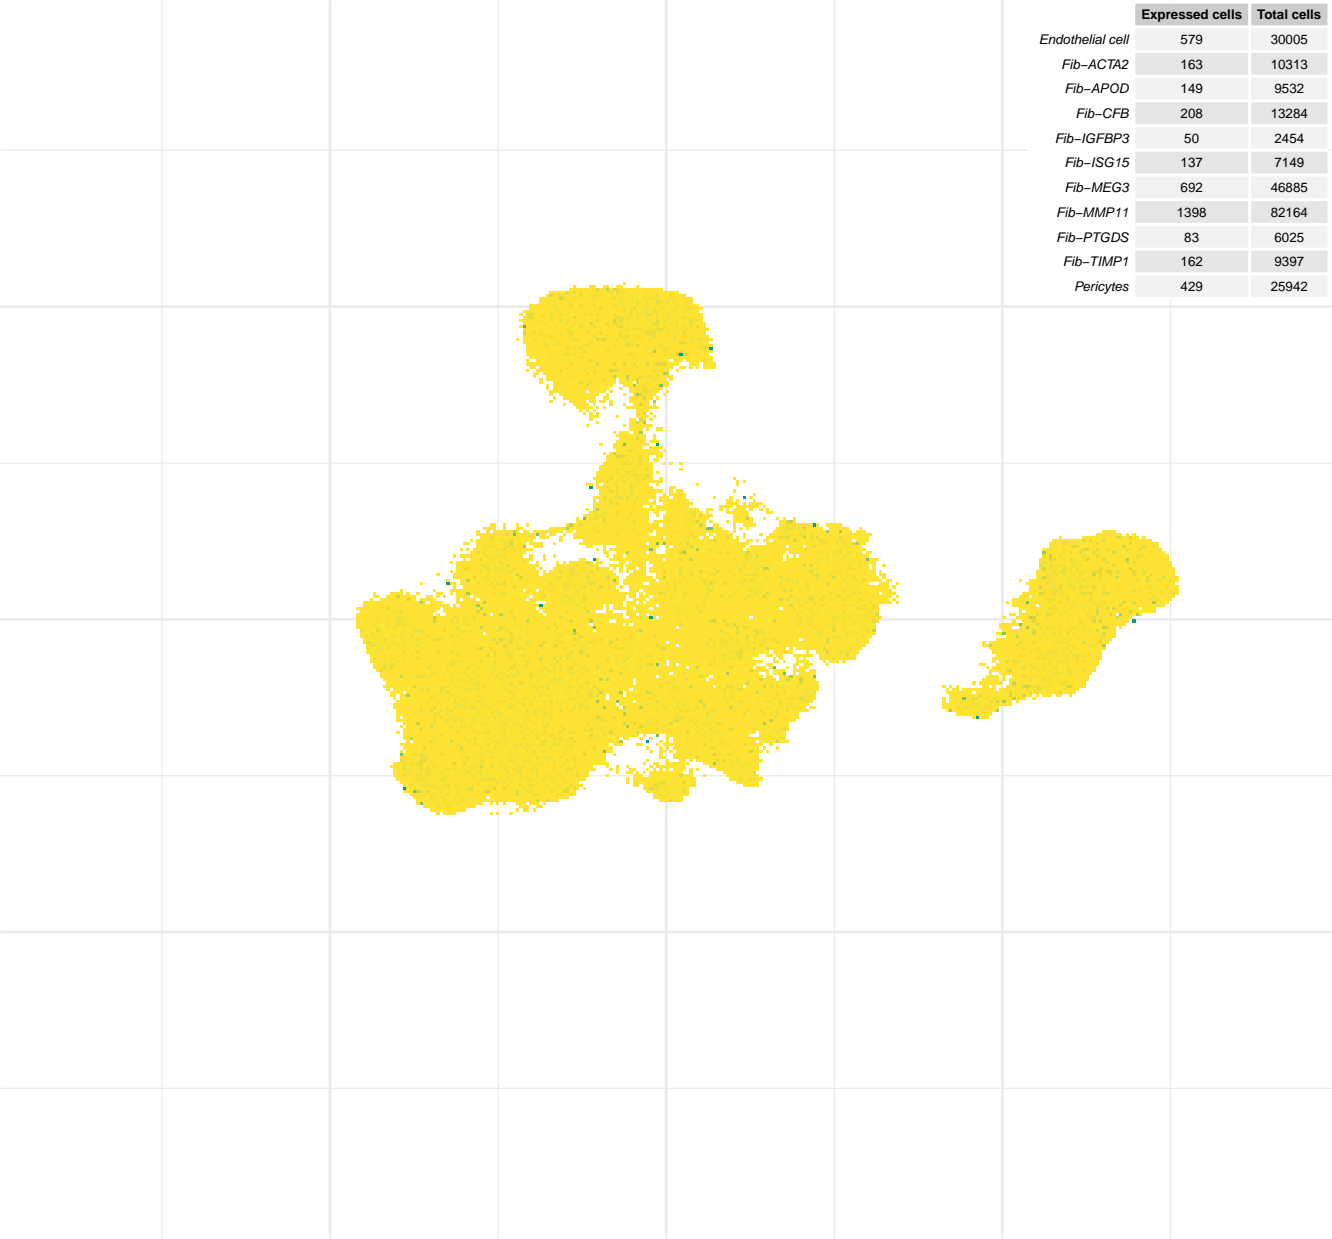 Expressed cells Total cells
Endothelial cell 579 30005
Fib−ACTA2 163 10313
Fib−APOD 149 9532
Fib−CFB 208 13284
Fib−IGFBP3 50 2454
Fib−ISG15 137 7149
Fib−MEG3 692 46885
Fib−MMP11 1398 82164
Fib−PTGDS 83 6025
Fib−TIMP1 162 9397
Pericytes 429 25942